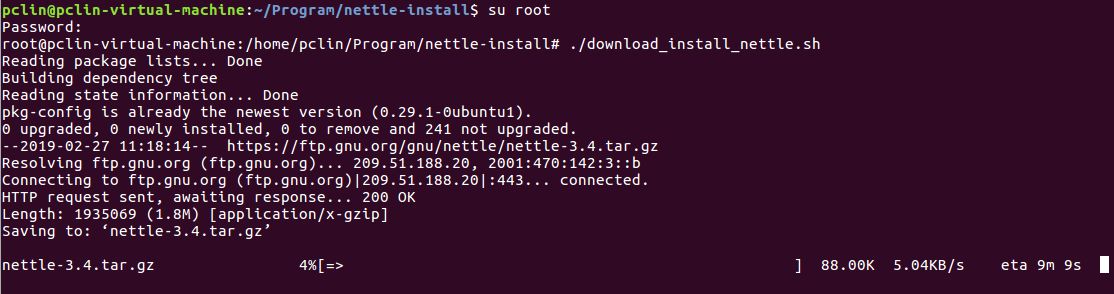 pclin@pclin-virtual-machine:~/Program/nettle-install$ su root
Password:
root@pclin-virtual-machine:/home/pclin/Program/nettle-install# ./download_install_nettle.sh
Reading package lists... Done
Building dependency tree
Reading state information... Done
pkg-config is already the newest version (0.29.1-0ubuntu1).
0 upgraded, 0 newly installed, 0 to remove and 241 not upgraded.
--2019-02-27 11:18:14--  https://ftp.gnu.org/gnu/nettle/nettle-3.4.tar.gz
Resolving ftp.gnu.org (ftp.gnu.org)... 209.51.188.20, 2001:470:142:3::b
Connecting to ftp.gnu.org (ftp.gnu.org)|209.51.188.20|:443... connected.
HTTP request sent, awaiting response... 200 OK
Length: 1935069 (1.8M) [application/x-gzip]
Saving to: ‘nettle-3.4.tar.gz’
nettle-3.4.tar.gz 4%[=> ] 88.00K 5.04KB/s eta 9m 9s